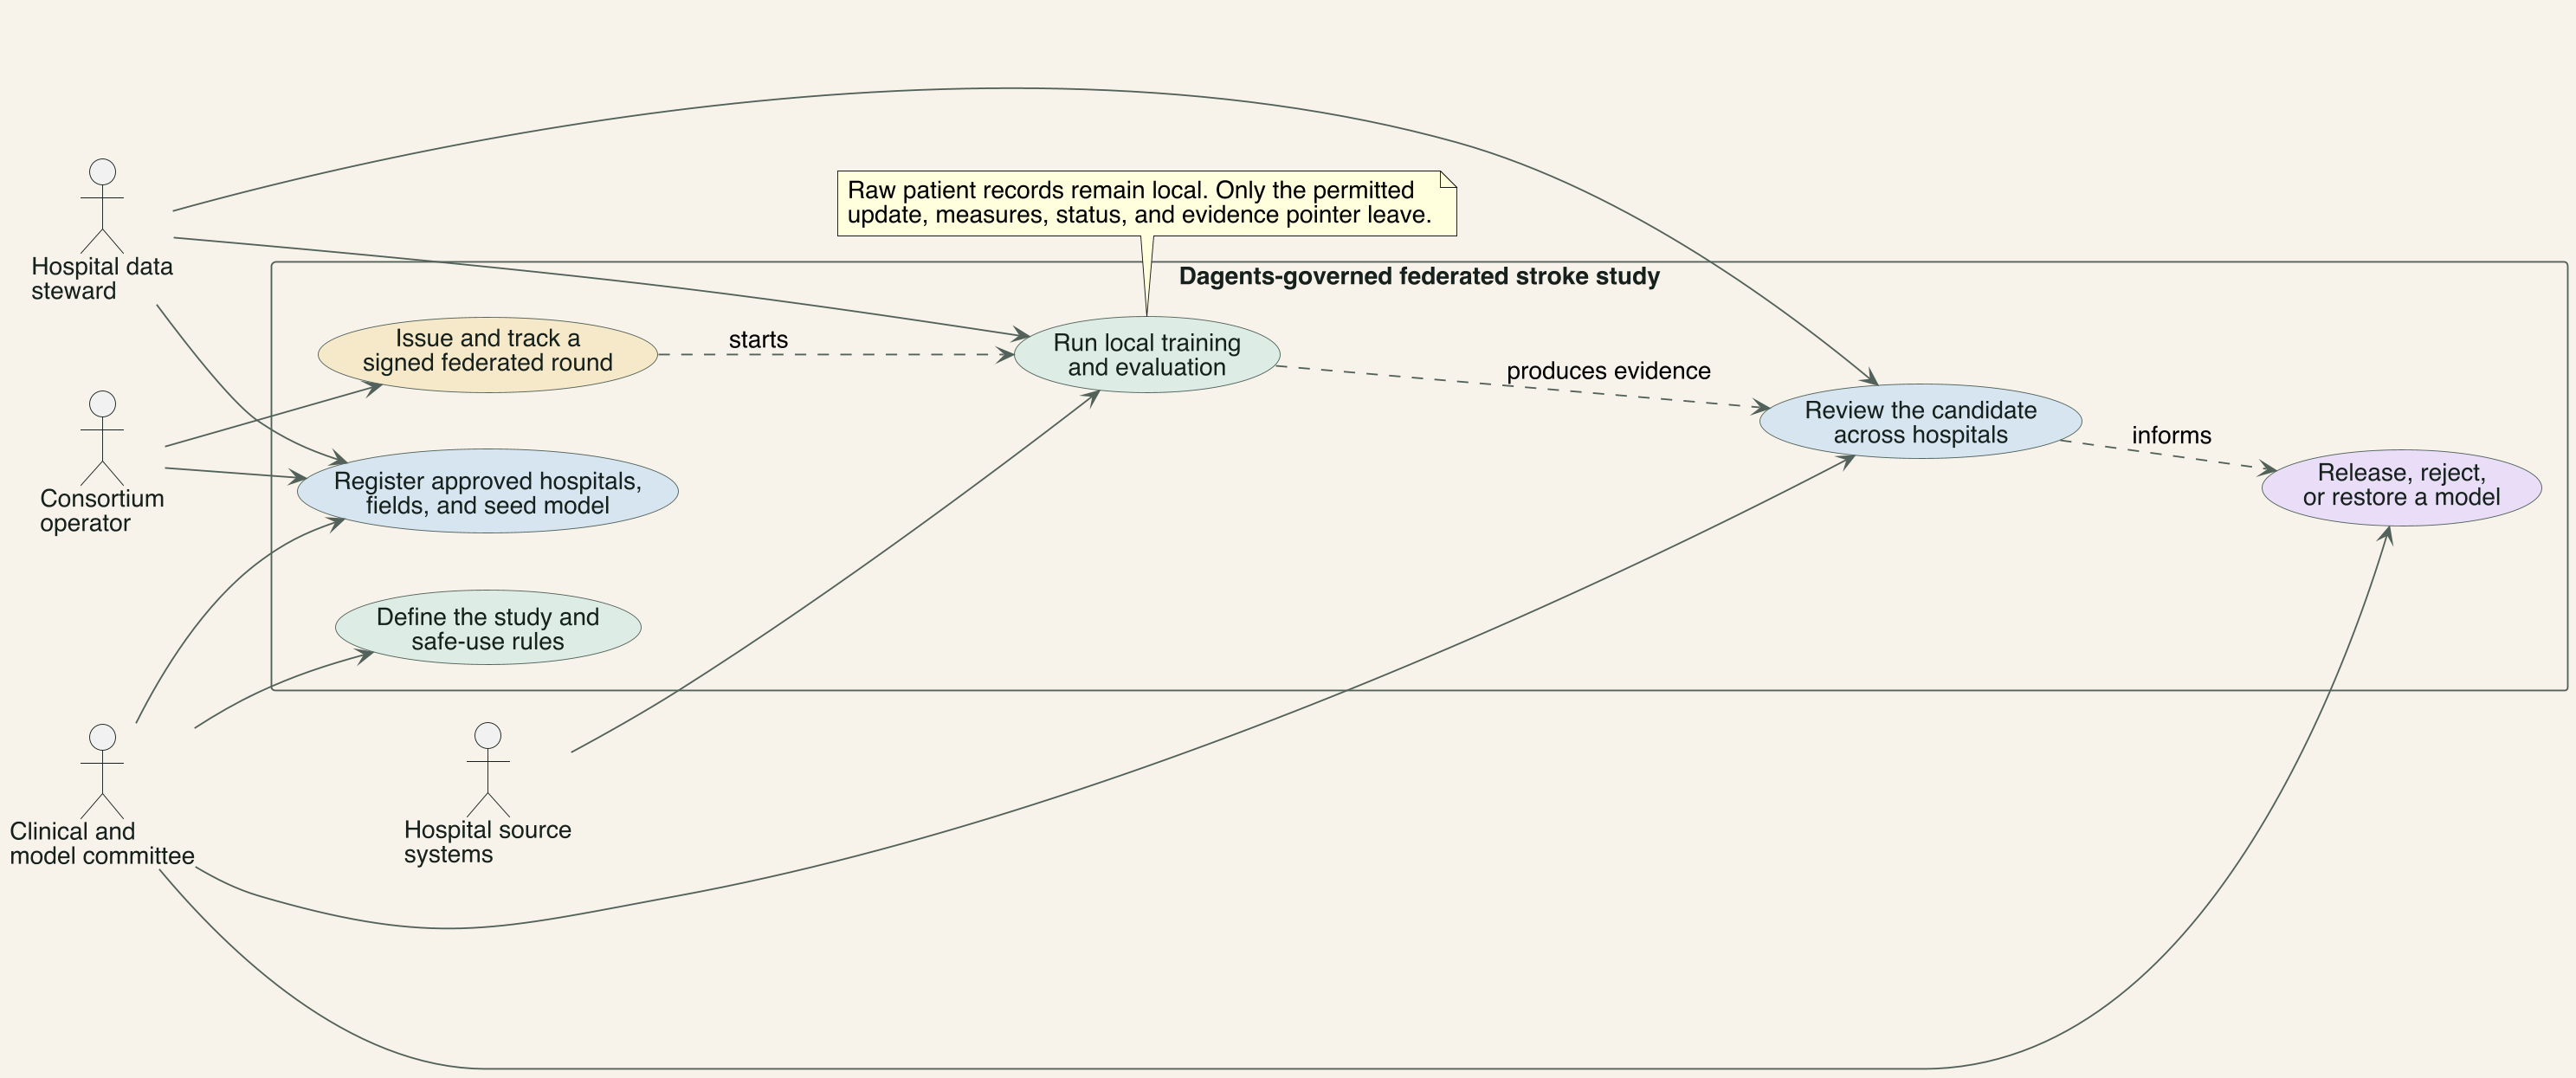 Raw patient records remain local. Only the permitted
update, measures, status, and evidence pointer leave.
Hospital data
steward
Dagents-governed federated stroke study
Issue and track a
signed federated round
starts
Run local training
and evaluation
produces evidence
Review the candidate
across hospitals
informs
Release, reject,
or restore a model
Consortium
operator
Register approved hospitals,
fields, and seed model
Define the study and
safe-use rules
Clinical and
model committee
Hospital source
systems